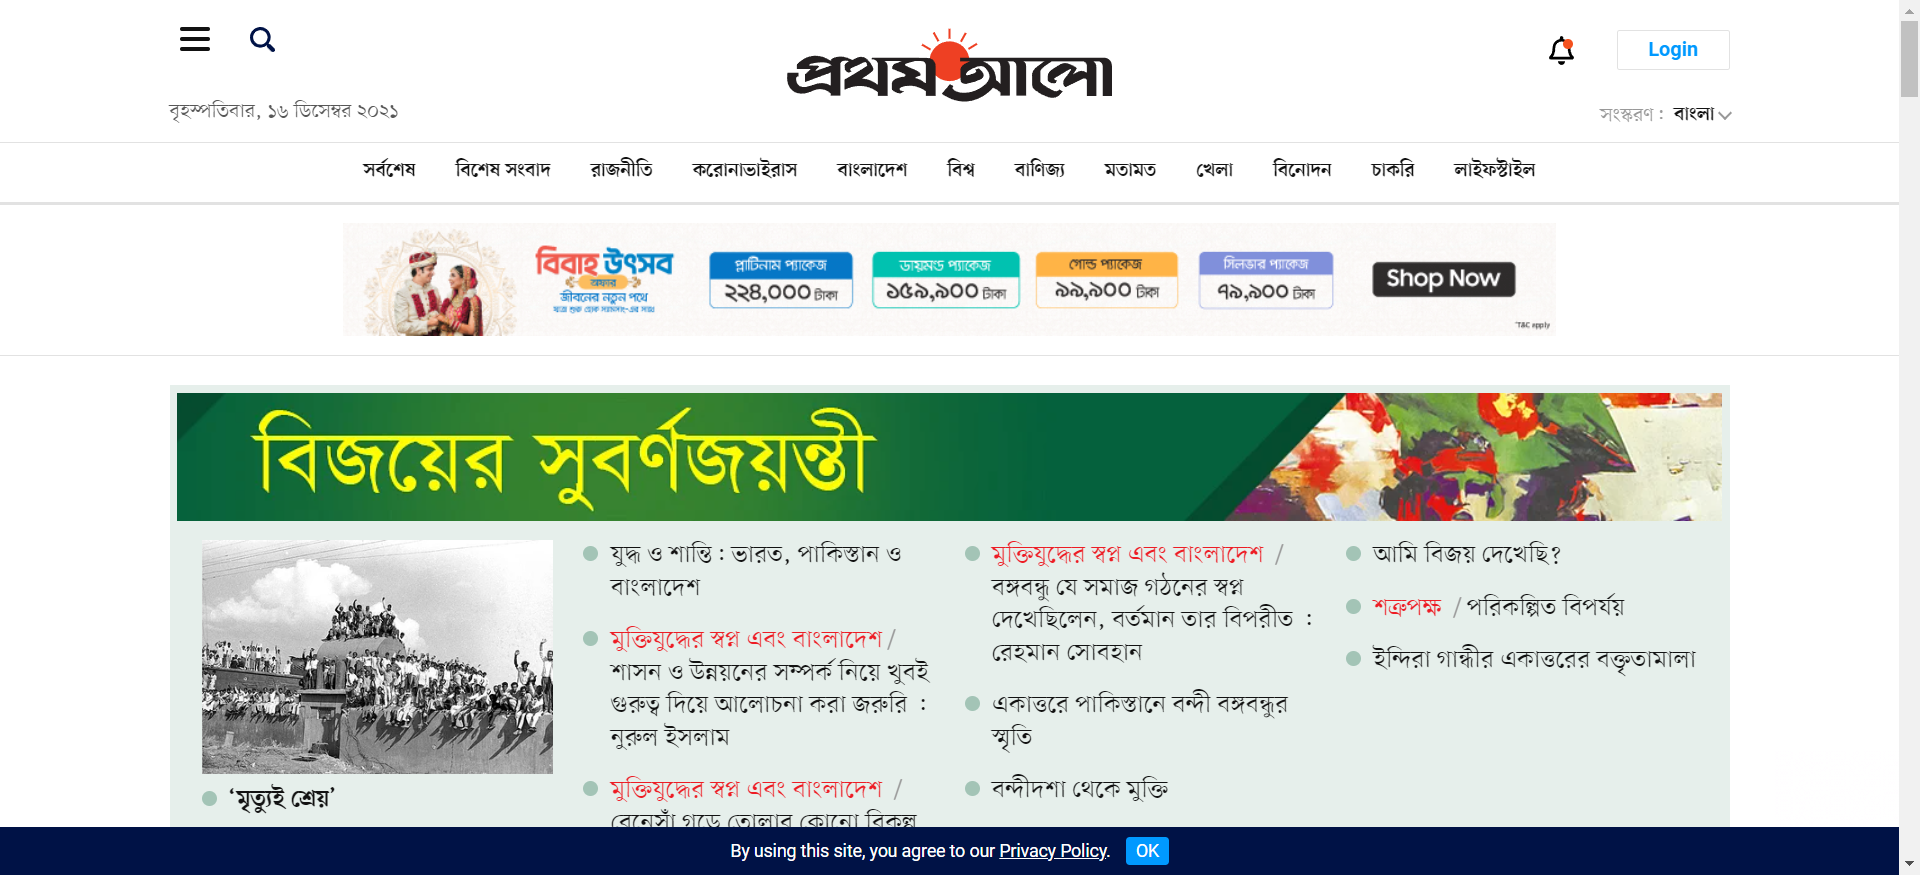 প্রথম আলো
Login
বৃহস্পতিবার, ১৬ ডিসেম্বর ২০২১
সংস্করণ : বাংলা
সর্বশেষ বিশেষ সংবাদ রাজনীতি করোনাভাইরাস বাংলাদেশ বিশ্ব বাণিজ্য মতামত খেলা বিনোদন চাকরি লাইফস্টাইল
বিবাহ উৎসব
অফার
জীবনের নতুন পথে
যাত্রা শুরু হোক স্যামসাং-এর সাথে
প্লাটিনাম প্যাকেজ
২২৪,০০০ টাকা
ডায়মন্ড প্যাকেজ
১৫৯,৯০০ টাকা
গোল্ড প্যাকেজ
৯৯,৯০০ টাকা
সিলভার প্যাকেজ
৭৯,৯০০ টাকা
Shop Now
*T&C apply
বিজয়ের সুবর্ণজয়ন্তী
‘মৃত্যুই শ্রেয়’
যুদ্ধ ও শান্তি : ভারত, পাকিস্তান ও
বাংলাদেশ
মুক্তিযুদ্ধের স্বপ্ন এবং বাংলাদেশ /
শাসন ও উন্নয়নের সম্পর্ক নিয়ে খুবই
গুরুত্ব দিয়ে আলোচনা করা জরুরি :
নুরুল ইসলাম
মুক্তিযুদ্ধের স্বপ্ন এবং বাংলাদেশ /
রেনেসাঁ গড়ে তোলার কোনো বিকল্প
মুক্তিযুদ্ধের স্বপ্ন এবং বাংলাদেশ /
বঙ্গবন্ধু যে সমাজ গঠনের স্বপ্ন
দেখেছিলেন, বর্তমান তার বিপরীত :
রেহমান সোবহান
একাত্তরে পাকিস্তানে বন্দী বঙ্গবন্ধুর
স্মৃতি
বন্দীদশা থেকে মুক্তি
আমি বিজয় দেখেছি?
শত্রুপক্ষ / পরিকল্পিত বিপর্যয়
ইন্দিরা গান্ধীর একাত্তরের বক্তৃতামালা
By using this site, you agree to our Privacy Policy. OK